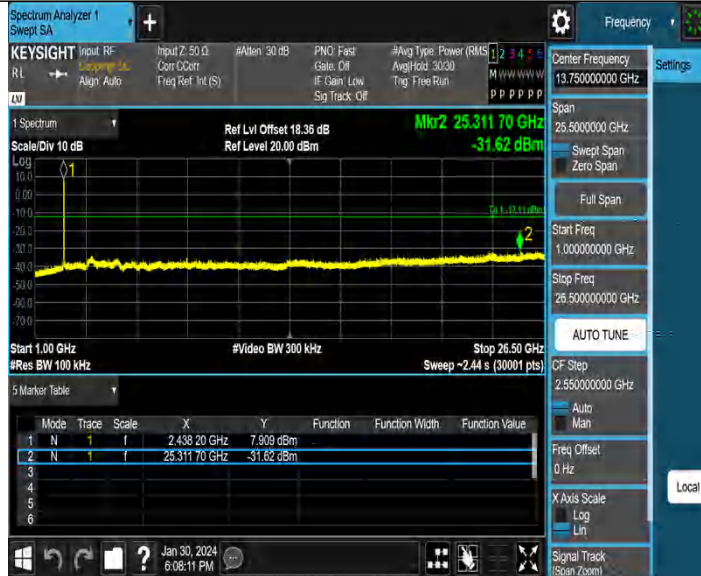 Spectrum Analyzer 1
Swept SA
+
Frequency
KEYSIGHT
Input: RF
Input Z: 50 Ω
#Atten: 30 dB
PNO: Fast
#Avg Type: Power (RMS
1 2 3 4 5 6
RL
Coupling: DC
Corr CCorr
Gate: Off
Avg|Hold: 30/30
M W W W W W
Align: Auto
Freq Ref: Int (S)
IF Gain: Low
Trig: Free Run
Sig Track: Off
P P P P P P
LXI
1 Spectrum
Ref Lvl Offset 18.36 dB
Mkr2 25.311 70 GHz
Scale/Div 10 dB
Ref Level 20.00 dBm
-31.62 dBm
Log
10.0
0.00
-10.0
-20.0
-30.0
-40.0
-50.0
-60.0
-70.0
1
2
Start 1.00 GHz
#Video BW 300 kHz
Stop 26.50 GHz
#Res BW 100 kHz
Sweep ~2.44 s (30001 pts)
5 Marker Table
Mode Trace Scale X Y Function Function Width Function Value
1 N 1 f 2.438 20 GHz 7.909 dBm
2 N 1 f 25.311 70 GHz -31.62 dBm
3
4
5
6
?
Jan 30, 2024
6:08:11 PM
Center Frequency
13.750000000 GHz
Settings
Span
25.5000000 GHz
Swept Span
Zero Span
Full Span
Start Freq
1.000000000 GHz
Stop Freq
26.500000000 GHz
AUTO TUNE
CF Step
2.550000000 GHz
Auto
Man
Freq Offset
0 Hz
Local
X Axis Scale
Log
Lin
Signal Track
(Span Zoom)